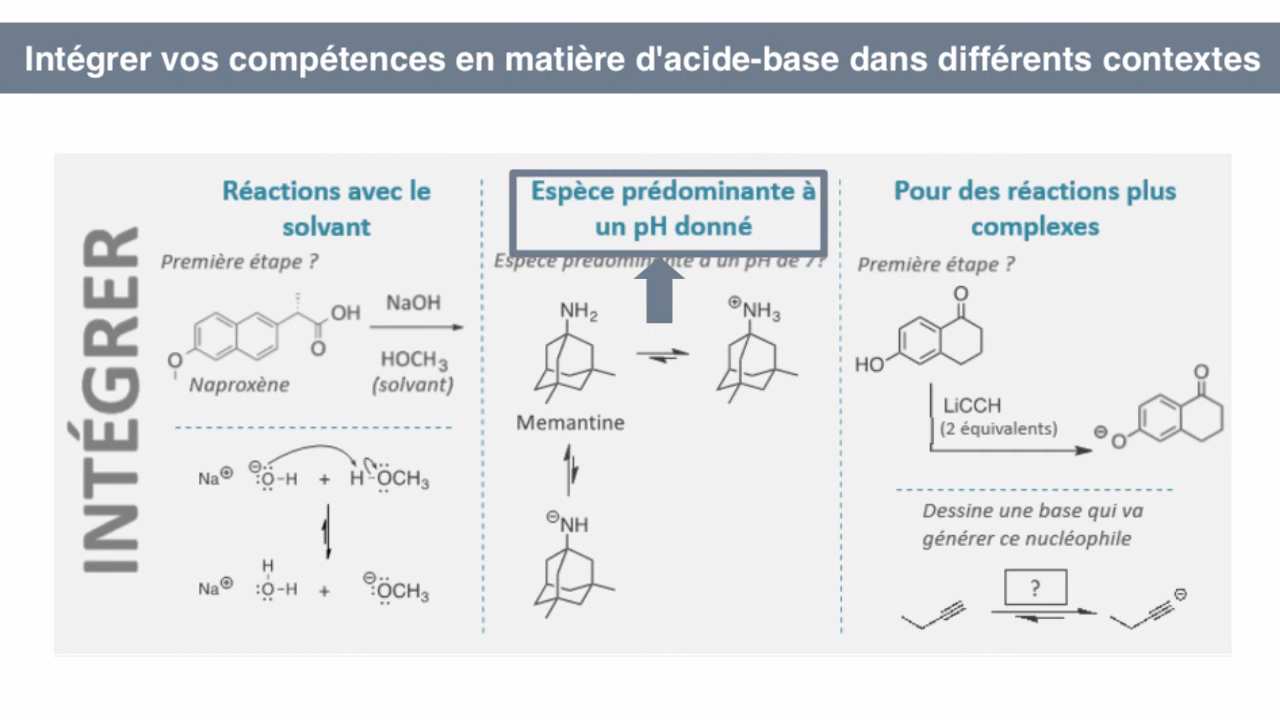 Intégrer vos compétences en matière d'acide-base dans différents contextes
INTÉGRER
Réactions avec le
solvant
Première étape ?
OH
O
O
Naproxène
NaOH
HOCH3
(solvant)
Na⊕ ⊖:O-H + H-OCH3
H
Na⊕ :O-H + ⊖:OCH3
Espèce prédominante à
un pH donné
Espèce prédominante à un pH de 7?
NH2
⊕NH3
Memantine
⊖NH
Pour des réactions plus
complexes
Première étape ?
O
HO
LiCCH
(2 équivalents)
O
⊖O
Dessine une base qui va
générer ce nucléophile
?
⊖